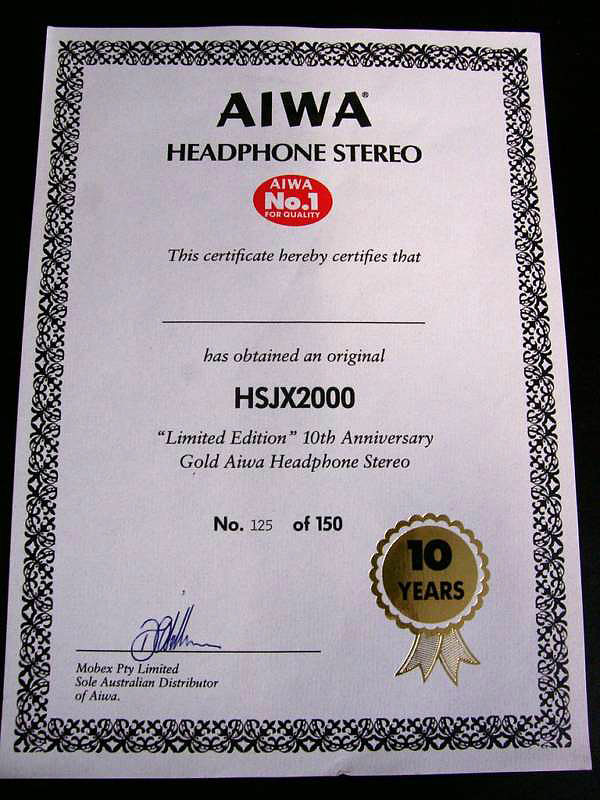 AIWA®
HEADPHONE STEREO
AIWA
No.1
FOR QUALITY
This certificate hereby certifies that
has obtained an original
HSJX2000
“Limited Edition” 10th Anniversary
Gold Aiwa Headphone Stereo
No. 125 of 150
10
YEARS
Mobex Pty Limited
Sole Australian Distributor
of Aiwa.